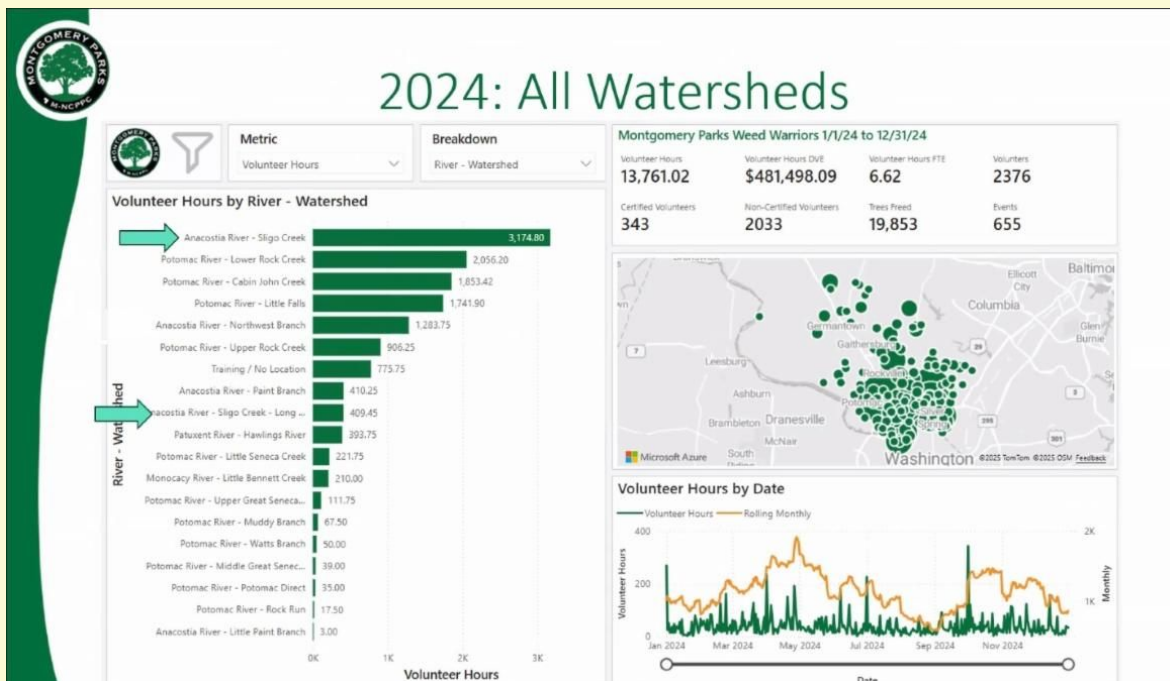 MONTGOMERY PARKS
M-NCPPC
2024: All Watersheds
Metric
Volunteer Hours
Breakdown
River - Watershed
Montgomery Parks Weed Warriors 1/1/24 to 12/31/24
Volunteer Hours
Volunteer Hours DVE
Volunteer Hours FTE
Volunters
13,761.02
$481,498.09
6.62
2376
Certified Volunteers
Non-Certified Volunteers
Trees Freed
Events
343
2033
19,853
655
Volunteer Hours by River - Watershed
River - Watershed
Anacostia River - Sligo Creek 3,174.80
Potomac River - Lower Rock Creek 2,056.20
Potomac River - Cabin John Creek 1,853.42
Potomac River - Little Falls 1,741.90
Anacostia River - Northwest Branch 1,283.75
Potomac River - Upper Rock Creek 906.25
Training / No Location 775.75
Anacostia River - Paint Branch 410.25
nacostia River - Sligo Creek - Long ... 409.45
Patuxent River - Hawlings River 393.75
Potomac River - Little Seneca Creek 221.75
Monocacy River - Little Bennett Creek 210.00
Potomac River - Upper Great Seneca... 111.75
Potomac River - Muddy Branch 67.50
Potomac River - Watts Branch 50.00
Potomac River - Middle Great Senec... 39.00
Potomac River - Potomac Direct 35.00
Potomac River - Rock Run 17.50
Anacostia River - Little Paint Branch 3.00
0K 1K 2K 3K
Volunteer Hours
Ellicott
City
Baltimor
Columbia
Germantown
Glen
Burnie
Gaithersburg
7
29
Leesburg
Rockville
Ashburn
Potomac
Silver
Spring
Brambleton
Dranesville
McNair
South
Washington
Microsoft Azure
©2025 TomTom ©2025 OSM Feedback
Volunteer Hours by Date
Volunteer Hours
Rolling Monthly
Volunteer Hours
400
200
0
2K
1K
Monthly
Jan 2024 Mar 2024 May 2024 Jul 2024 Sep 2024 Nov 2024
Date